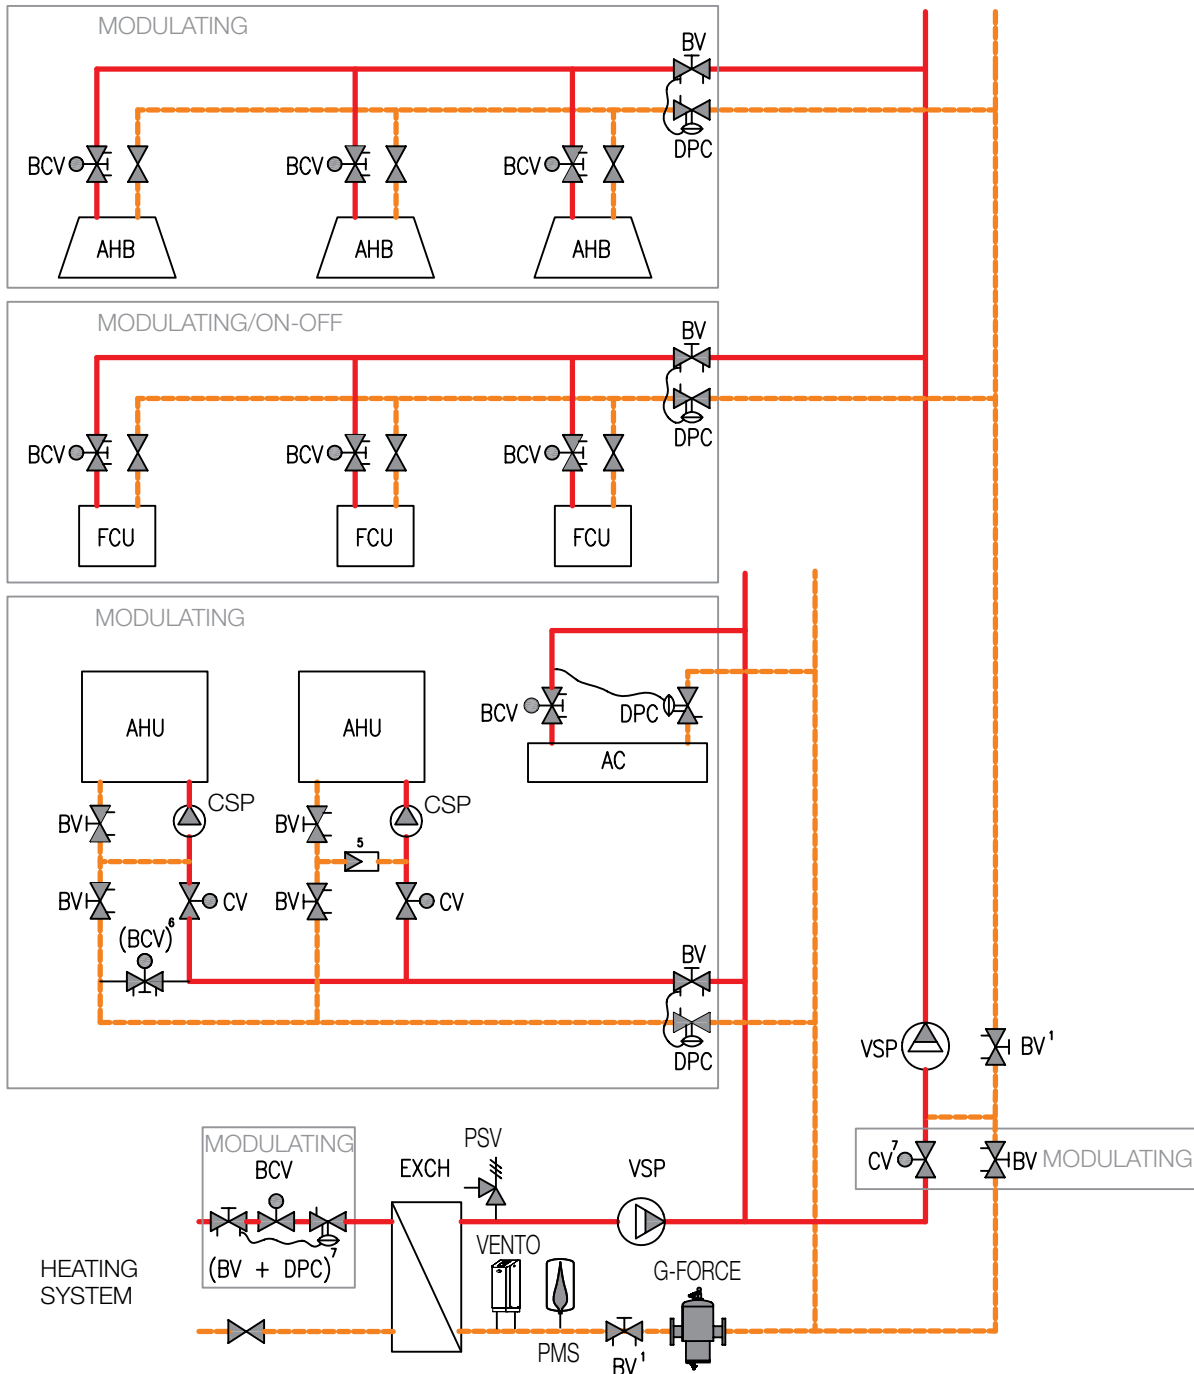 MODULATING
BV
DPC
BCV BCV BCV
AHB AHB AHB
MODULATING/ON-OFF
BV
DPC
BCV BCV BCV
FCU FCU FCU
MODULATING
AHU AHU
BCV DPC
AC
CSP CSP
BV BV
5
BV CV BV CV
(BCV)⁶
BV
DPC
VSP BV¹
MODULATING
BCV
(BV + DPC)⁷
PSV
EXCH
VSP
CV⁷ BV MODULATING
HEATING
SYSTEM
VENTO
PMS
G-FORCE
BV¹